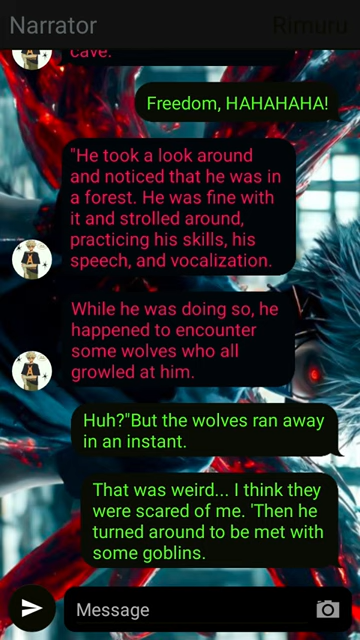 Narrator
Rimuru
cave.
Freedom, HAHAHAHA!
"He took a look around
and noticed that he was in
a forest. He was fine with
it and strolled around,
practicing his skills, his
speech, and vocalization.
While he was doing so, he
happened to encounter
some wolves who all
growled at him.
Huh?"But the wolves ran away
in an instant.
That was weird... I think they
were scared of me. 'Then he
turned around to be met with
some goblins.
Message